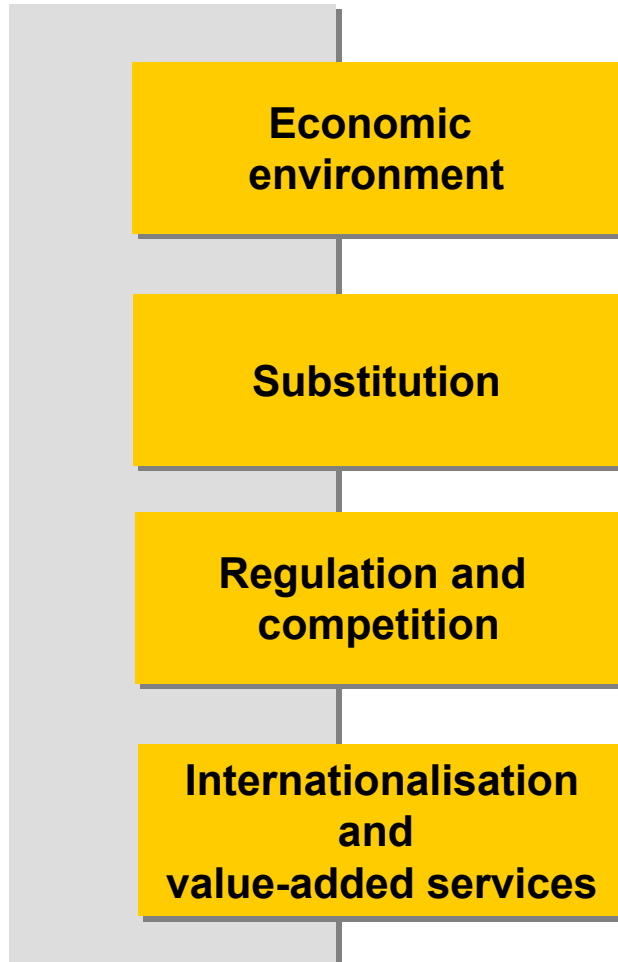 Economic
environment
Substitution
Regulation and
competition
Internationalisation
and
value-added services